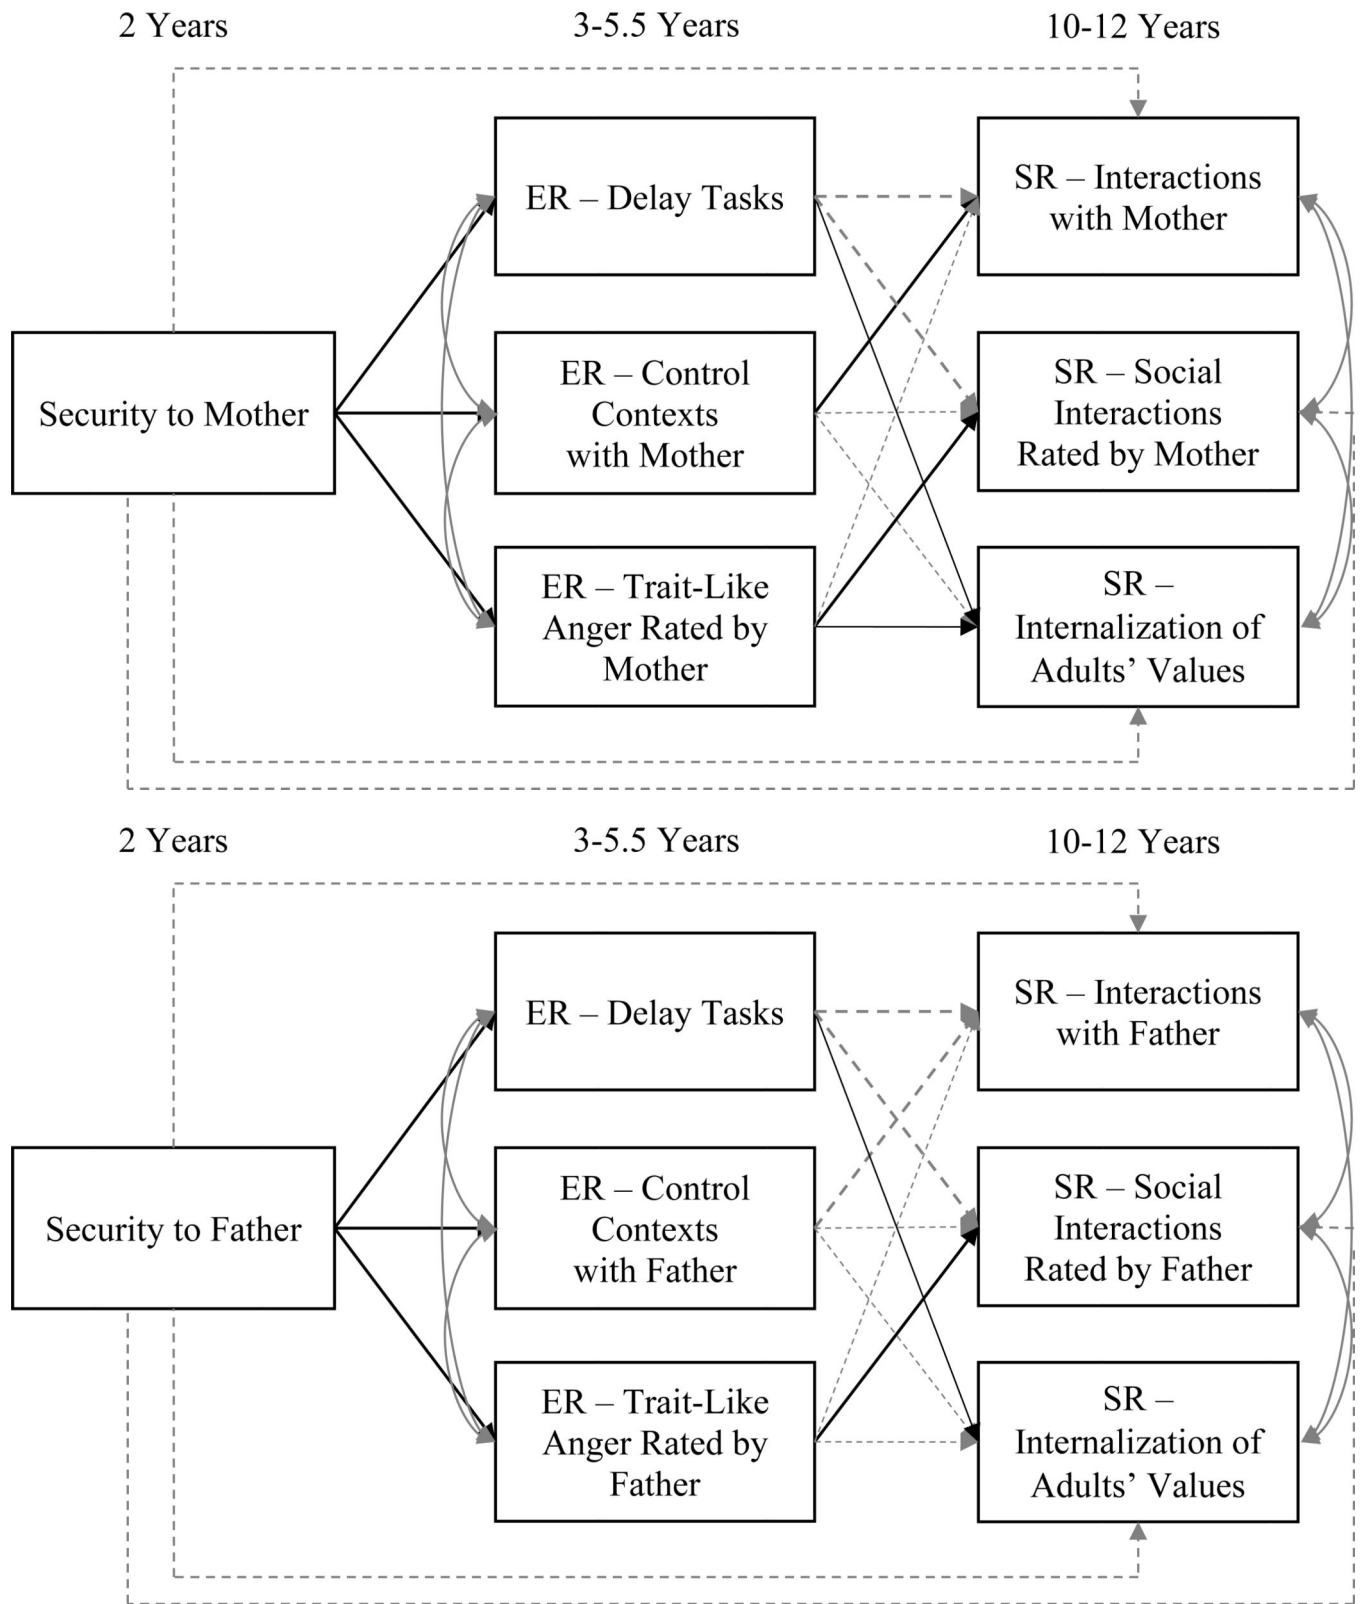 2 Years
3-5.5 Years
10-12 Years
ER – Delay Tasks
SR – Interactions
with Mother
Security to Mother
ER – Control
Contexts
with Mother
SR – Social
Interactions
Rated by Mother
ER – Trait-Like
Anger Rated by
Mother
SR –
Internalization of
Adults’ Values
2 Years
3-5.5 Years
10-12 Years
ER – Delay Tasks
SR – Interactions
with Father
Security to Father
ER – Control
Contexts
with Father
SR – Social
Interactions
Rated by Father
ER – Trait-Like
Anger Rated by
Father
SR –
Internalization of
Adults’ Values